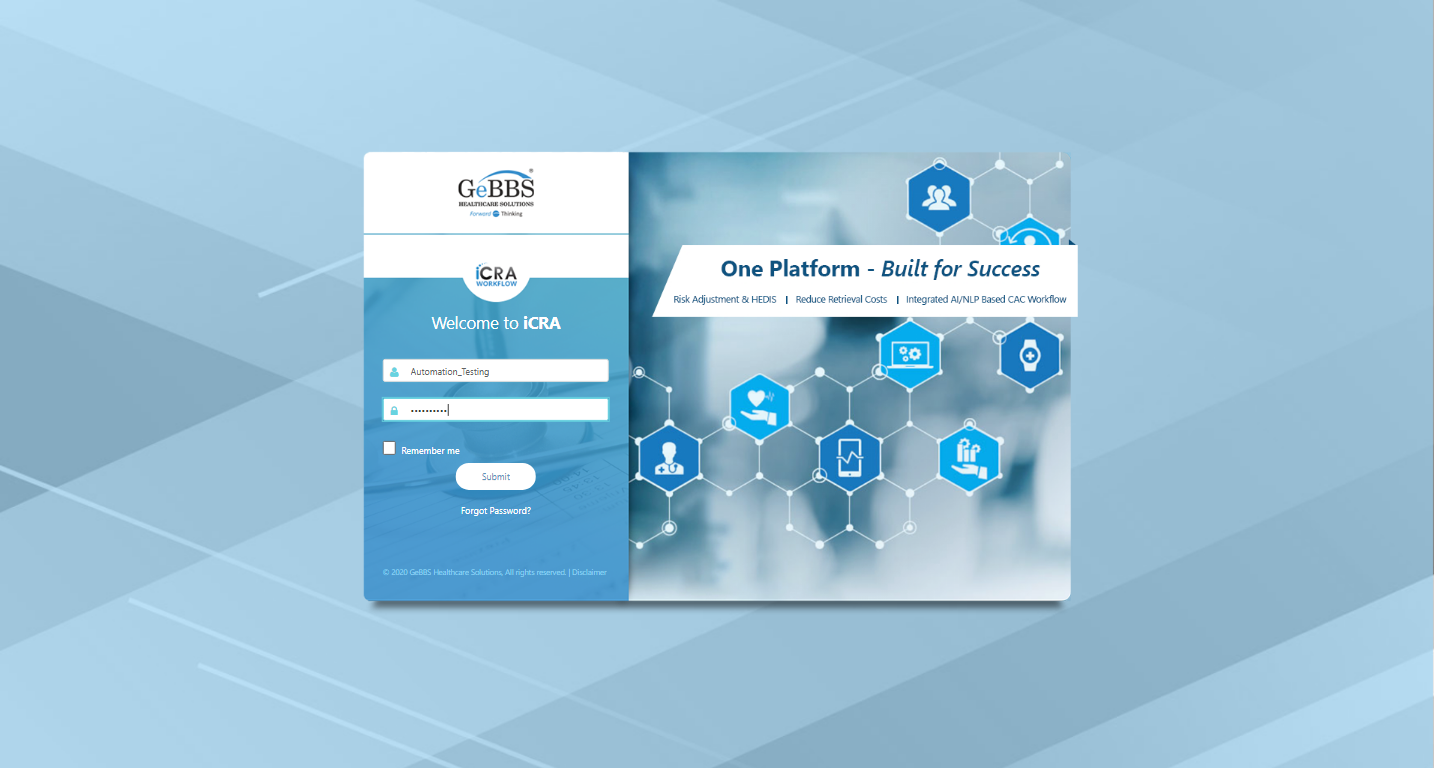 GeBBS®
HEALTHCARE SOLUTIONS
Forward Thinking
iCRA
WORKFLOW
Welcome to iCRA
Automation_Testing
••••••••••
Remember me
Submit
Forgot Password?
© 2020 GeBBS Healthcare Solutions, All rights reserved. | Disclaimer
One Platform - Built for Success
Risk Adjustment & HEDIS | Reduce Retrieval Costs | Integrated AI/NLP Based CAC Workflow